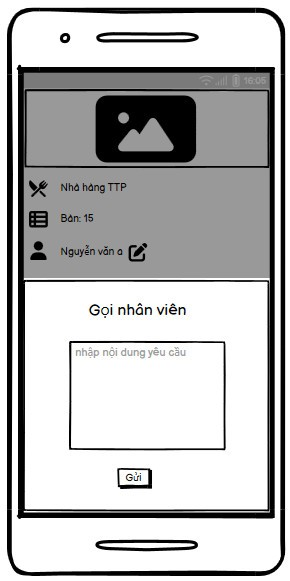 16:05
Nhà hàng TTP
Bàn: 15
Nguyễn văn a
Gọi nhân viên
nhập nội dung yêu cầu
Gửi